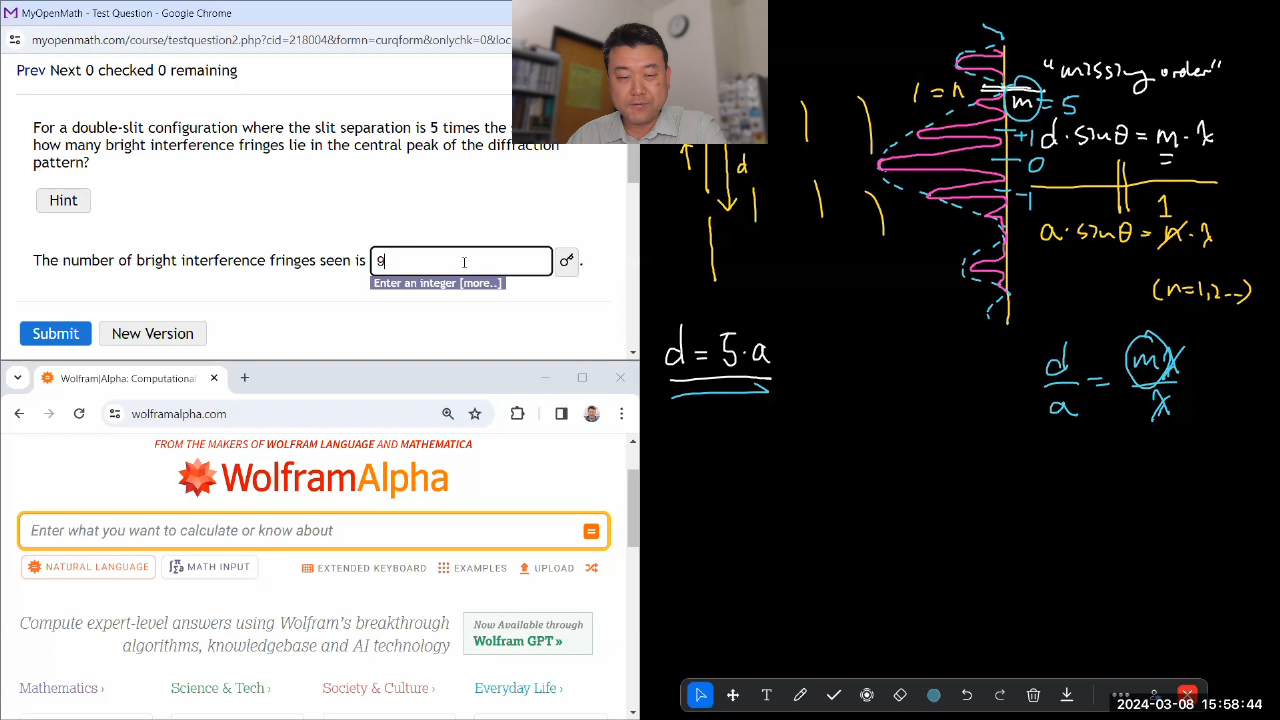 MyOpenMath - Test Question - Google Chrome
myopenmath.com/course/testquestion2.php?cid=218004&formn=curqform&onlychk=0&loc
Prev Next 0 checked 0 remaining
For a double-slit configuration where the slit separation is 5 times the s
how many bright interference fringes lie in the central peak of the diffraction
pattern?
Hint
The number of bright interference fringes seen is 9 .
Enter an integer [more..]
Submit New Version
Wolfram|Alpha: Computational
wolframalpha.com
FROM THE MAKERS OF WOLFRAM LANGUAGE AND MATHEMATICA
WolframAlpha
Enter what you want to calculate or know about
NATURAL LANGUAGE MATH INPUT EXTENDED KEYBOARD EXAMPLES UPLOAD
Compute expert-level answers using Wolfram's breakthrough
algorithms, knowledgebase and AI technology
Now Available through
Wolfram GPT »
Mathematics › Science & Tech › Society & Culture › Everyday Life ›
"missing order"
1 = n m = 5
+1 d·sinθ = m·λ
d 0
-1 1
a·sinθ = n·λ
(n=1,2--)
d = 5·a
d/a = mλ/λ
T
2024-03-08 15:58:44